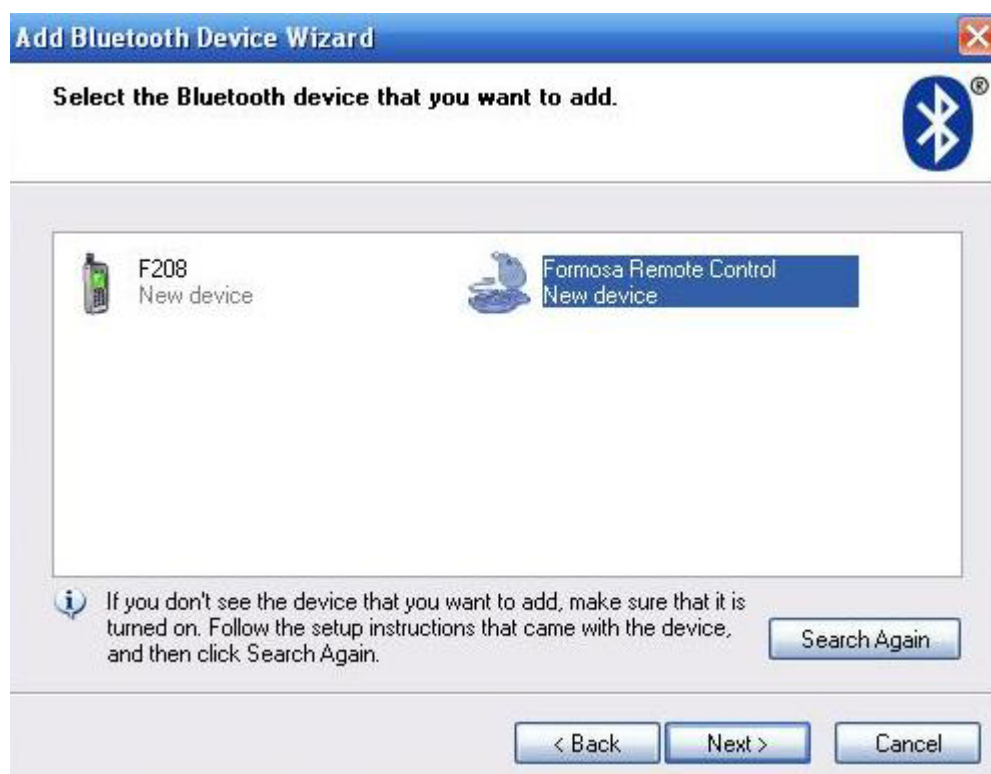 Add Bluetooth Device Wizard
Select the Bluetooth device that you want to add.
®
F208
New device
Formosa Remote Control
New device
If you don't see the device that you want to add, make sure that it is
turned on. Follow the setup instructions that came with the device,
and then click Search Again.
Search Again
< Back
Next >
Cancel